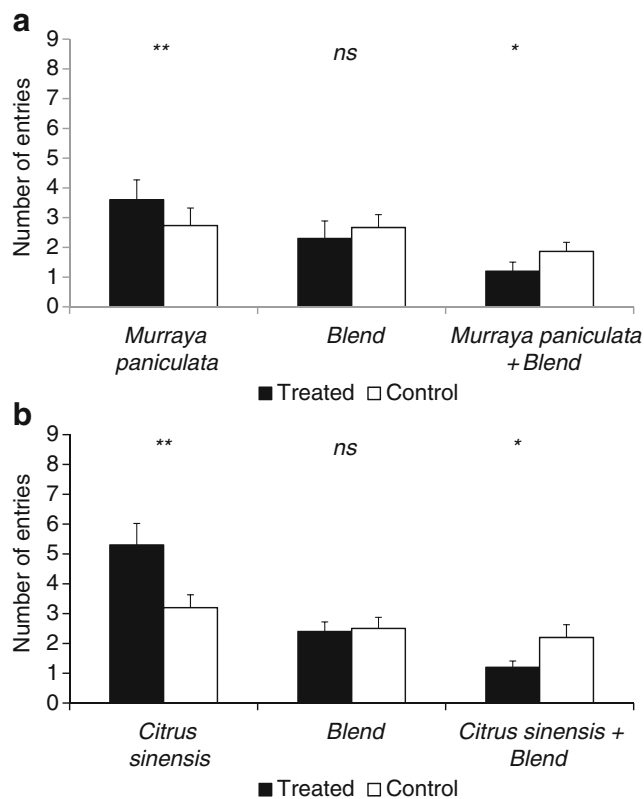 a
** ns *
Number of entries
9
8
7
6
5
4
3
2
1
0
Murraya Blend Murraya paniculata
paniculata + Blend
Treated Control
b
** ns *
Number of entries
9
8
7
6
5
4
3
2
1
0
Citrus Blend Citrus sinensis +
sinensis Blend
Treated Control